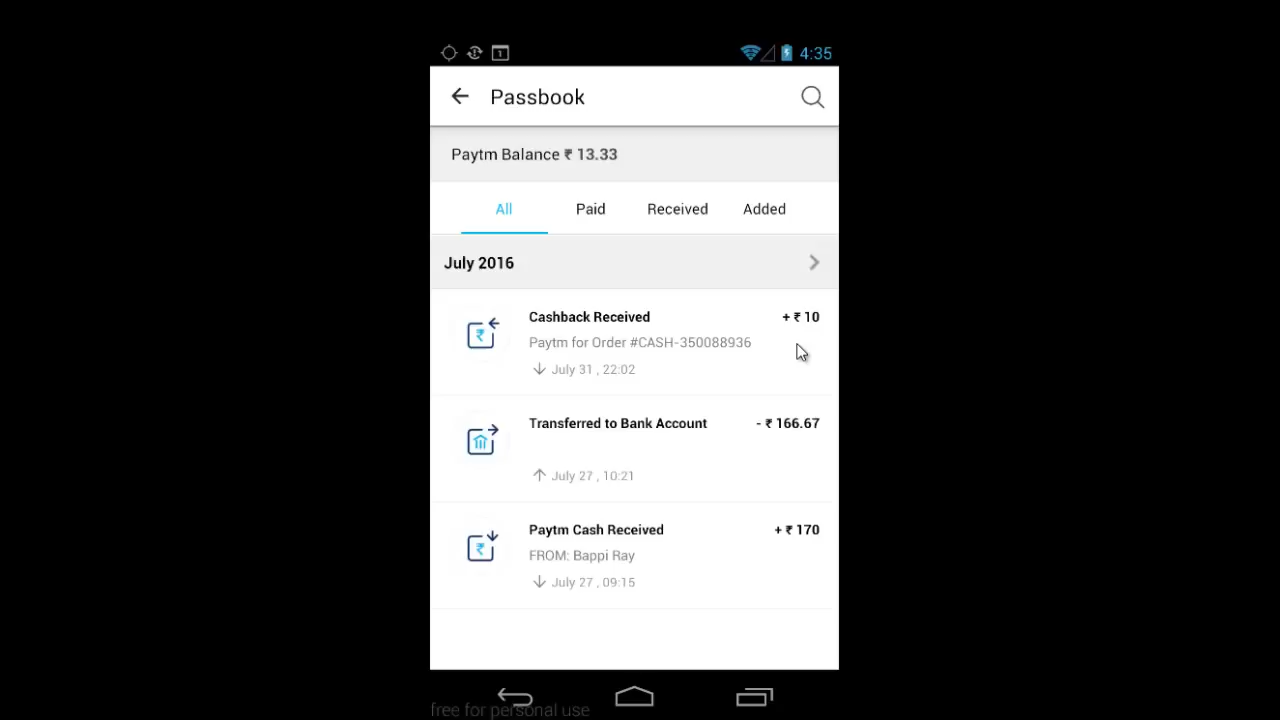 1 4:35
Passbook
Paytm Balance ₹ 13.33
All Paid Received Added
July 2016
Cashback Received + ₹ 10
Paytm for Order #CASH-350088936
July 31 , 22:02
Transferred to Bank Account - ₹ 166.67
July 27 , 10:21
Paytm Cash Received + ₹ 170
FROM: Bappi Ray
July 27 , 09:15
free for personal use